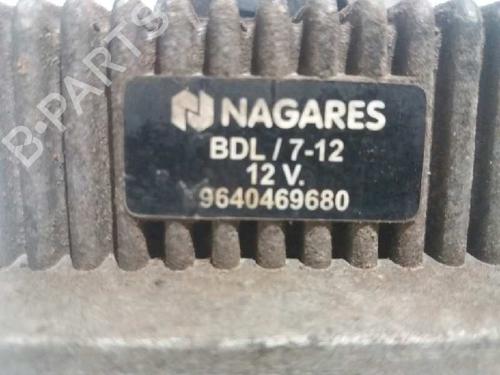 B-PARTS
NAGARES
BDL / 7-12
12 V.
9640469680